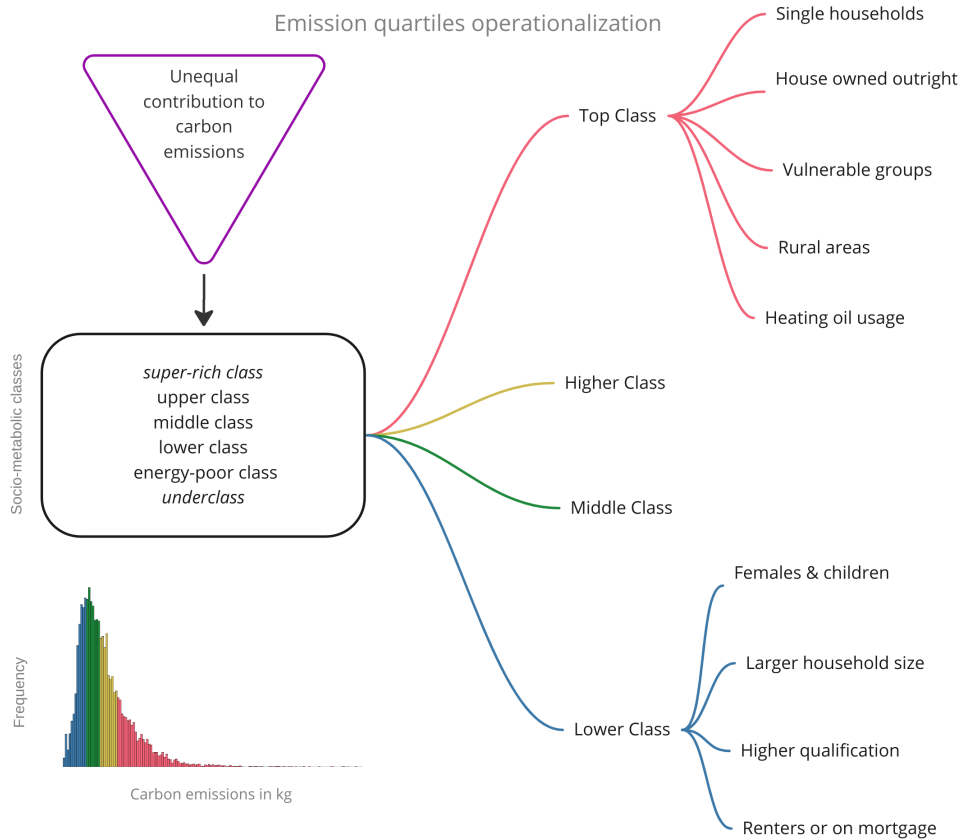 Emission quartiles operationalization
Unequal
contribution to
carbon
emissions
Socio-metabolic classes
super-rich class
upper class
middle class
lower class
energy-poor class
underclass
Frequency
Carbon emissions in kg
Top Class
Single households
House owned outright
Vulnerable groups
Rural areas
Heating oil usage
Higher Class
Middle Class
Lower Class
Females & children
Larger household size
Higher qualification
Renters or on mortgage